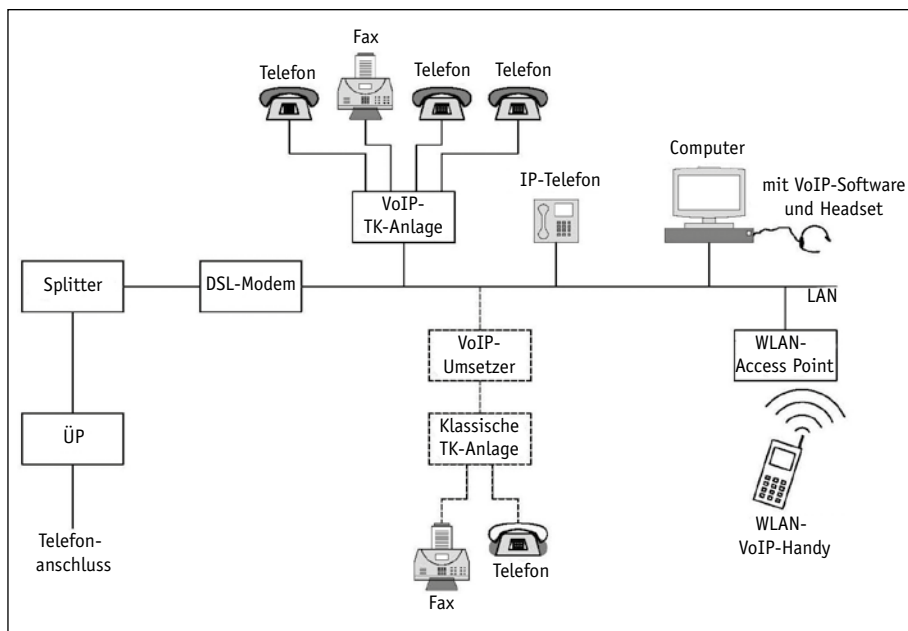 Fax
Telefon
Telefon
Telefon
Computer
IP-Telefon
mit VoIP-Software
und Headset
VoIP-
TK-Anlage
Splitter
DSL-Modem
LAN
VoIP-
Umsetzer
WLAN-
Access Point
ÜP
Klassische
TK-Anlage
Telefon-
anschluss
WLAN-
VoIP-Handy
Telefon
Fax